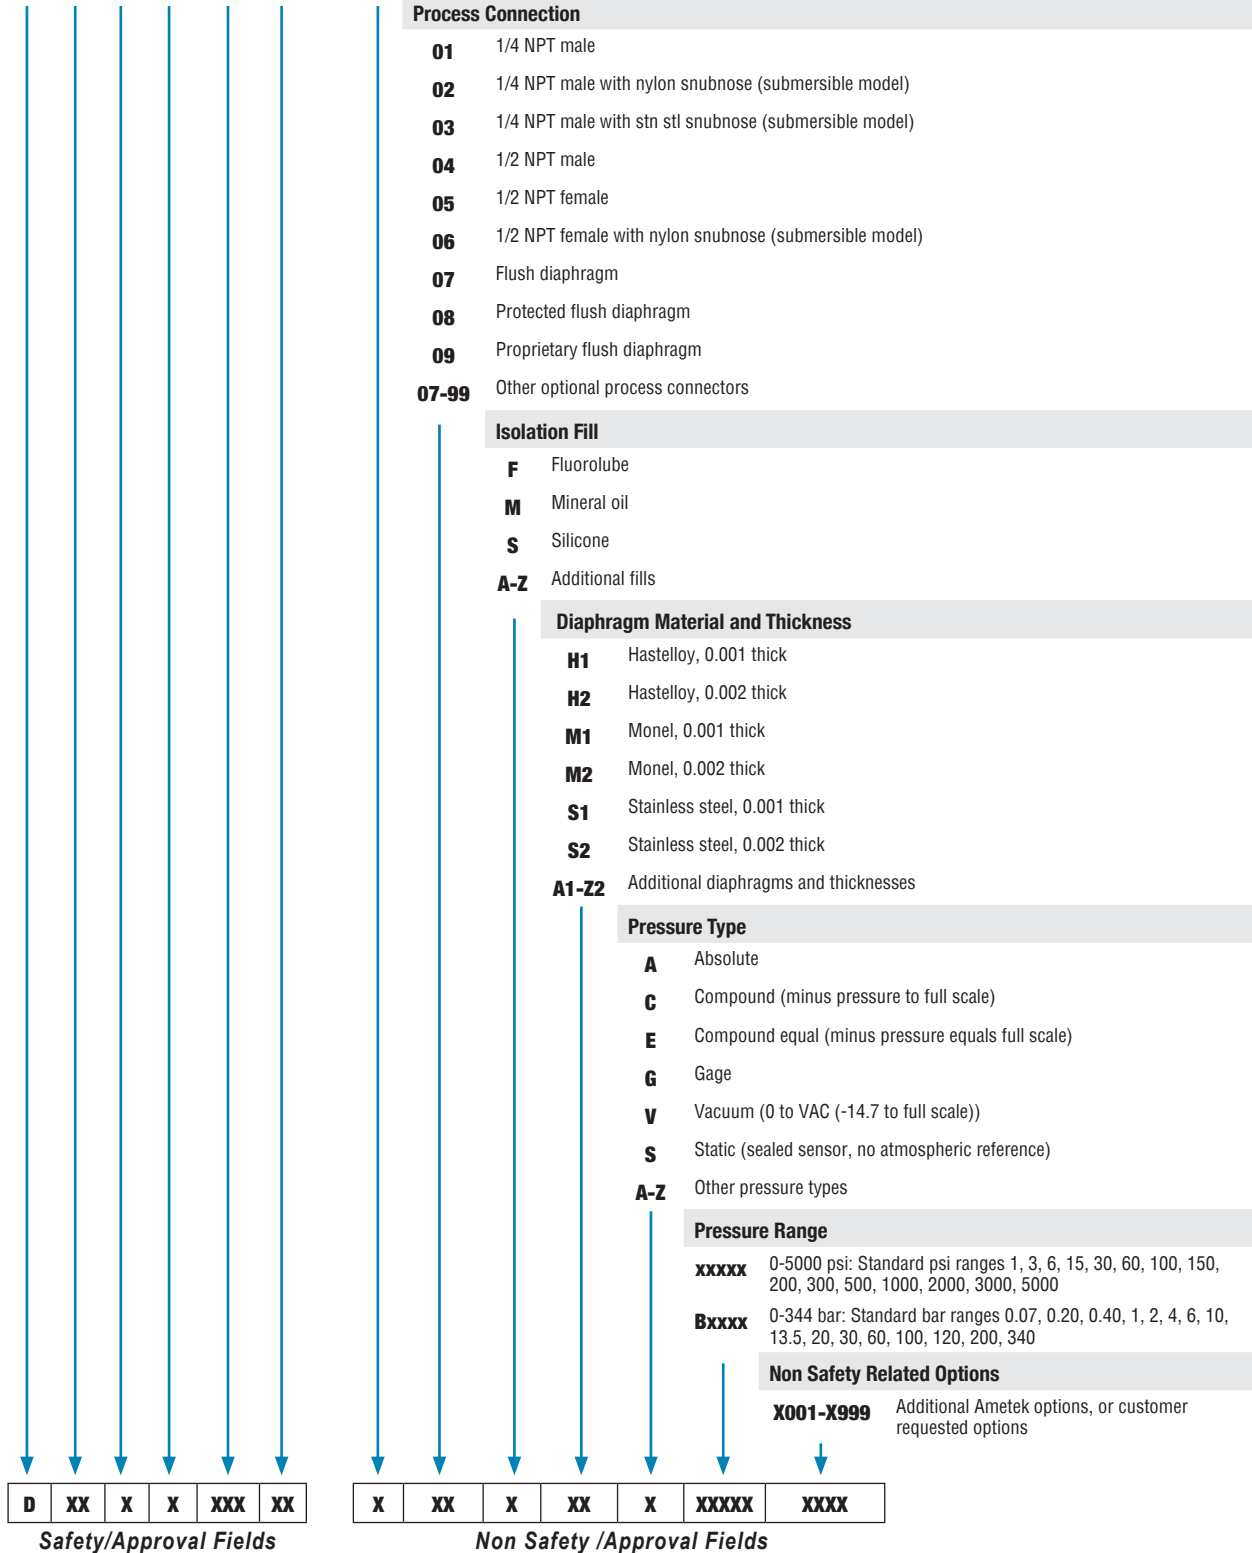 Process Connection
01 1/4 NPT male
02 1/4 NPT male with nylon snubnose (submersible model)
03 1/4 NPT male with stn stl snubnose (submersible model)
04 1/2 NPT male
05 1/2 NPT female
06 1/2 NPT female with nylon snubnose (submersible model)
07 Flush diaphragm
08 Protected flush diaphragm
09 Proprietary flush diaphragm
07-99 Other optional process connectors
Isolation Fill
F Fluorolube
M Mineral oil
S Silicone
A-Z Additional fills
Diaphragm Material and Thickness
H1 Hastelloy, 0.001 thick
H2 Hastelloy, 0.002 thick
M1 Monel, 0.001 thick
M2 Monel, 0.002 thick
S1 Stainless steel, 0.001 thick
S2 Stainless steel, 0.002 thick
A1-Z2 Additional diaphragms and thicknesses
Pressure Type
A Absolute
C Compound (minus pressure to full scale)
E Compound equal (minus pressure equals full scale)
G Gage
V Vacuum (0 to VAC (-14.7 to full scale))
S Static (sealed sensor, no atmospheric reference)
A-Z Other pressure types
Pressure Range
xxxxx 0-5000 psi: Standard psi ranges 1, 3, 6, 15, 30, 60, 100, 150,
200, 300, 500, 1000, 2000, 3000, 5000
Bxxxx 0-344 bar: Standard bar ranges 0.07, 0.20, 0.40, 1, 2, 4, 6, 10,
13.5, 20, 30, 60, 100, 120, 200, 340
Non Safety Related Options
X001-X999 Additional Ametek options, or customer
requested options
D XX X X XXX XX X XX X XX X XXXXX XXXX
Safety/Approval Fields Non Safety /Approval Fields